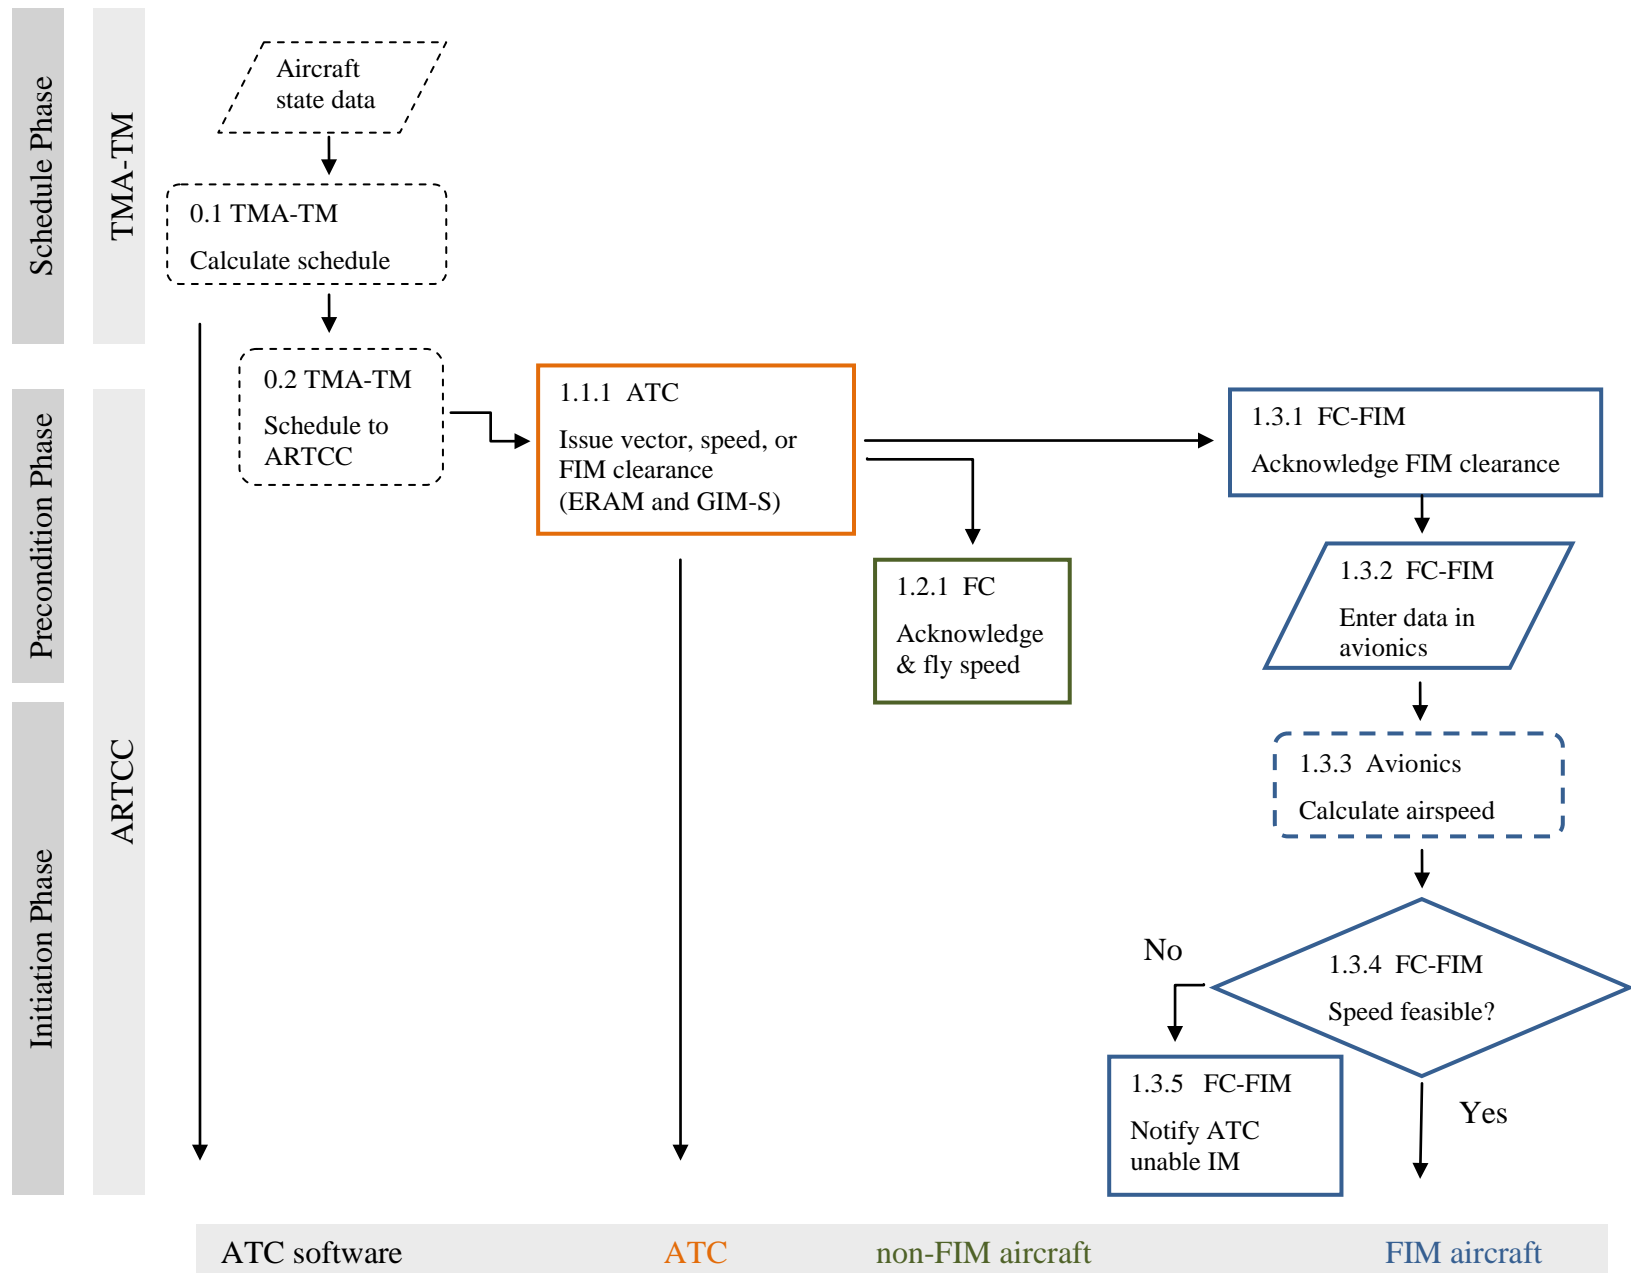 Schedule Phase
TMA-TM
Aircraft
state data
0.1 TMA-TM
Calculate schedule
0.2 TMA-TM
Schedule to
ARTCC
Precondition Phase
ARTCC
Initiation Phase
1.1.1 ATC
Issue vector, speed, or
FIM clearance
(ERAM and GIM-S)
1.2.1 FC
Acknowledge
& fly speed
1.3.1 FC-FIM
Acknowledge FIM clearance
1.3.2 FC-FIM
Enter data in
avionics
1.3.3 Avionics
Calculate airspeed
1.3.4 FC-FIM
Speed feasible?
No
Yes
1.3.5 FC-FIM
Notify ATC
unable IM
ATC software
ATC
non-FIM aircraft
FIM aircraft